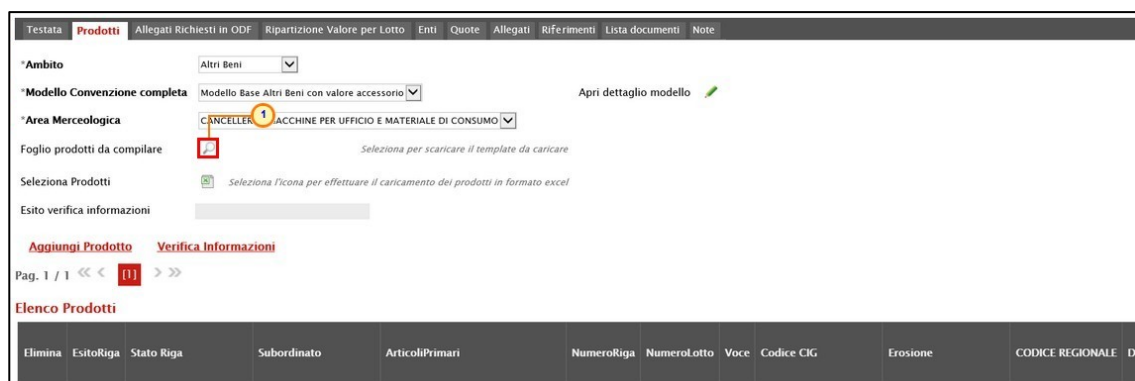 Testata Prodotti Allegati Richiesti in ODF Ripartizione Valore per Lotto Enti Quote Allegati Riferimenti Lista documenti Note
*Ambito Altri Beni
*Modello Convenzione completa Modello Base Altri Beni con valore accessorio Apri dettaglio modello
1
*Area Merceologica CANCELLER ACCHINE PER UFFICIO E MATERIALE DI CONSUMO
Foglio prodotti da compilare Seleziona per scaricare il template da caricare
Seleziona Prodotti Seleziona l'icona per effettuare il caricamento dei prodotti in formato excel
Esito verifica informazioni
Aggiungi Prodotto Verifica Informazioni
Pag. 1 / 1 << < [1] > >>
Elenco Prodotti
Elimina EsitoRiga Stato Riga Subordinato ArticoliPrimari NumeroRiga NumeroLotto Voce Codice CIG Erosione CODICE REGIONALE D